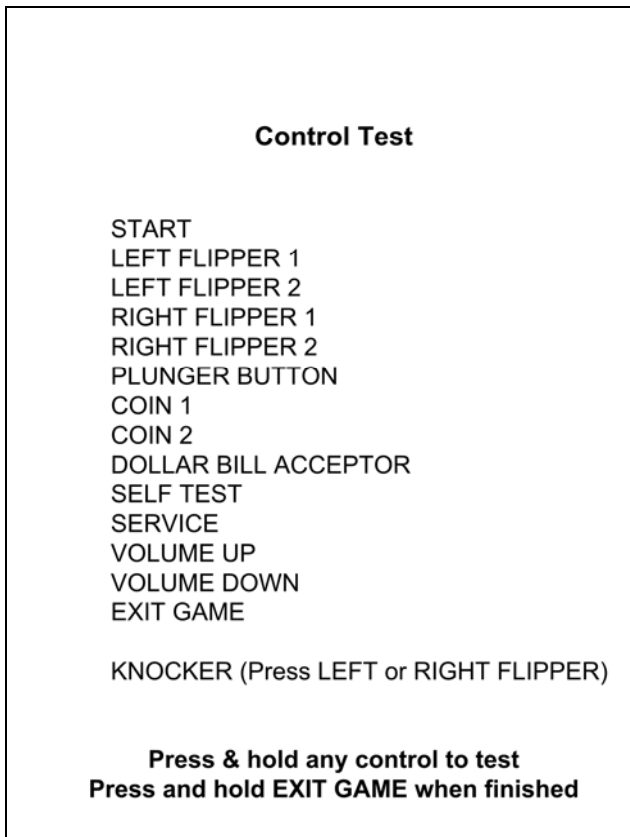 Control Test
START
LEFT FLIPPER 1
LEFT FLIPPER 2
RIGHT FLIPPER 1
RIGHT FLIPPER 2
PLUNGER BUTTON
COIN 1
COIN 2
DOLLAR BILL ACCEPTOR
SELF TEST
SERVICE
VOLUME UP
VOLUME DOWN
EXIT GAME
KNOCKER (Press LEFT or RIGHT FLIPPER)
Press & hold any control to test
Press and hold EXIT GAME when finished